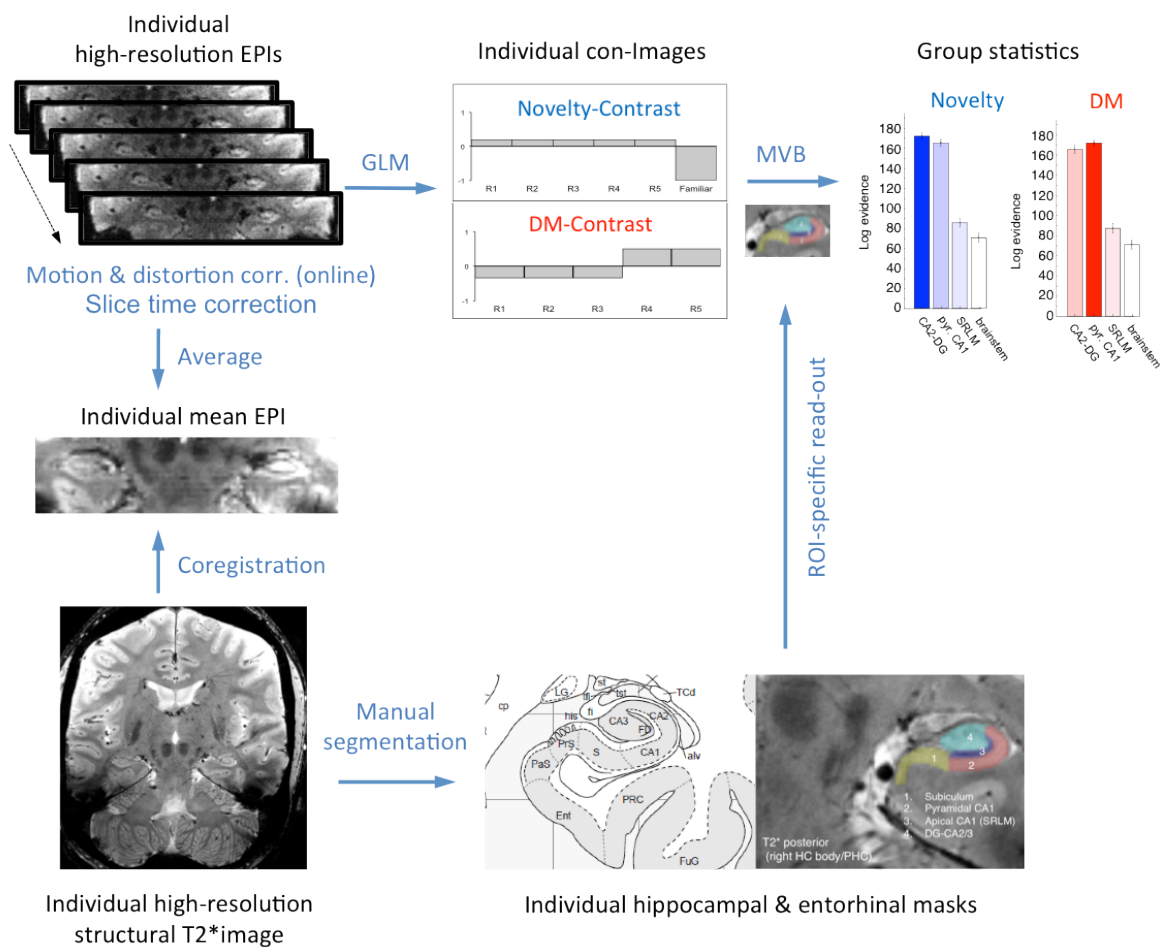 Individual
high-resolution EPIs
Individual con-Images
Group statistics
Novelty-Contrast
1
0
-1
R1 R2 R3 R4 R5 Familiar
DM-Contrast
1
0
-1
R1 R2 R3 R4 R5
GLM
MVB
Novelty
Log evidence
180
160
140
120
100
80
60
40
20
0
CA2-DG
pyr. CA1
SRLM
brainstem
DM
Log evidence
180
160
140
120
100
80
60
40
20
0
CA2-DG
pyr. CA1
SRLM
brainstem
Motion & distortion corr. (online)
Slice time correction
Average
Individual mean EPI
Coregistration
ROI-specific read-out
Manual
segmentation
LG
st
tfl
tst
TCd
cp
his
fi
CA3
CA2
FD
PrS
S
CA1
alv
PaS
PRC
Ent
FuG
4
3
1
2
1. Subiculum
2. Pyramidal CA1
3. Apical CA1 (SRLM)
4. DG-CA2/3
T2* posterior
(right HC body/PHC)
Individual high-resolution
structural T2*image
Individual hippocampal & entorhinal masks